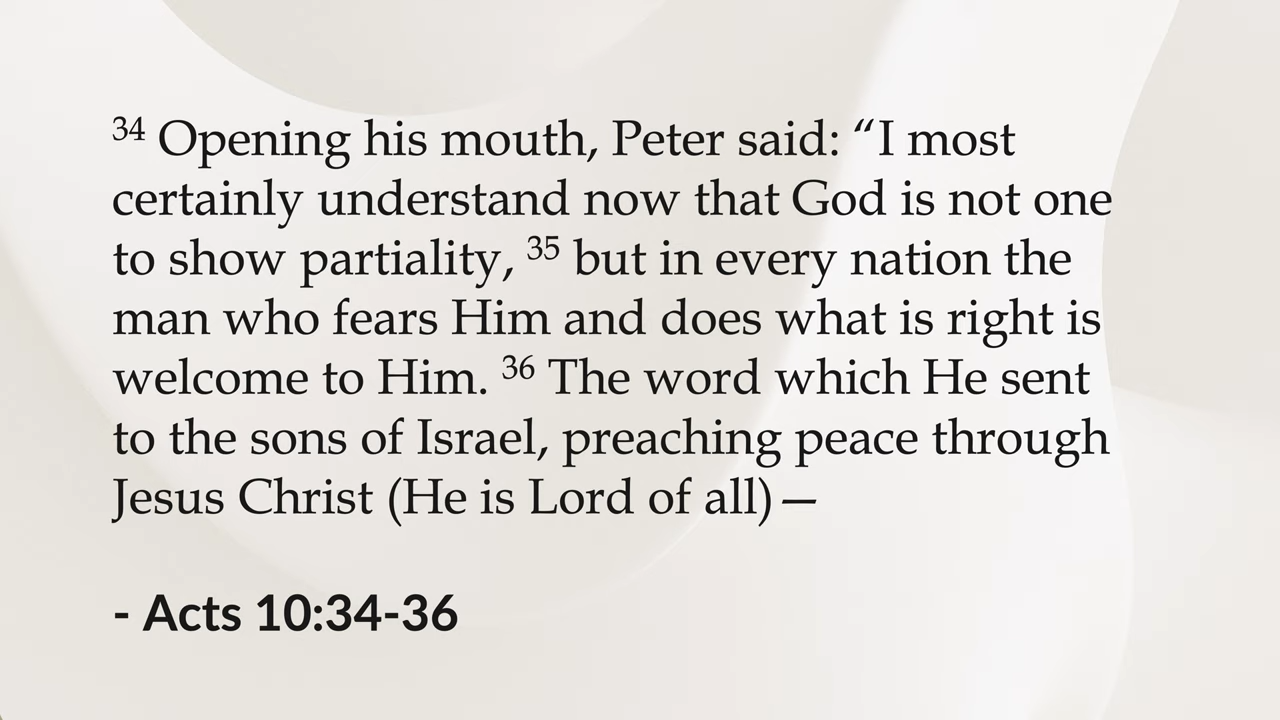 34 Opening his mouth, Peter said: “I most
certainly understand now that God is not one
to show partiality, 35 but in every nation the
man who fears Him and does what is right is
welcome to Him. 36 The word which He sent
to the sons of Israel, preaching peace through
Jesus Christ (He is Lord of all)—
- Acts 10:34-36